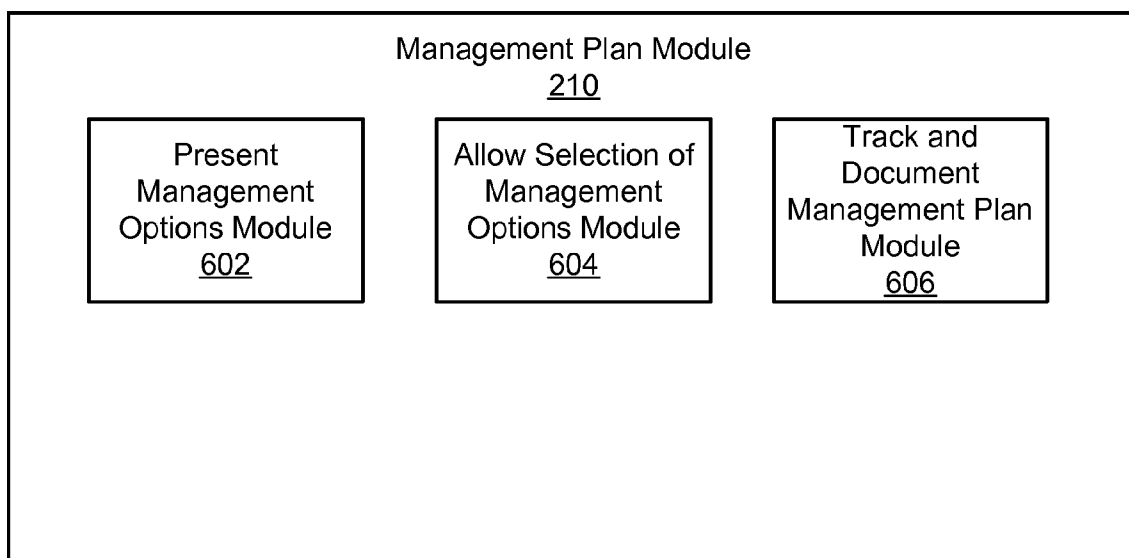 Management Plan Module
210
Present
Management
Options Module
602
Allow Selection of
Management
Options Module
604
Track and
Document
Management Plan
Module
606